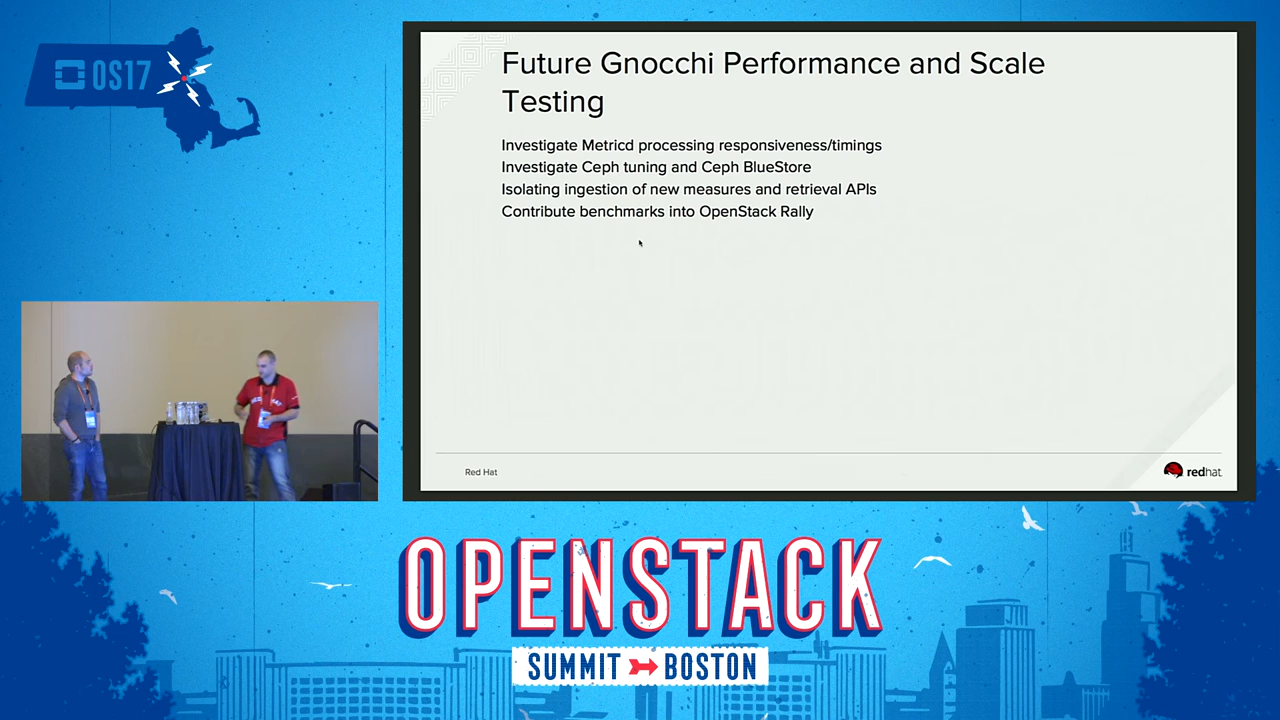 OS17
Future Gnocchi Performance and Scale
Testing
Investigate Metricd processing responsiveness/timings
Investigate Ceph tuning and Ceph BlueStore
Isolating ingestion of new measures and retrieval APIs
Contribute benchmarks into OpenStack Rally
Red Hat
redhat
OPENSTACK
SUMMIT BOSTON